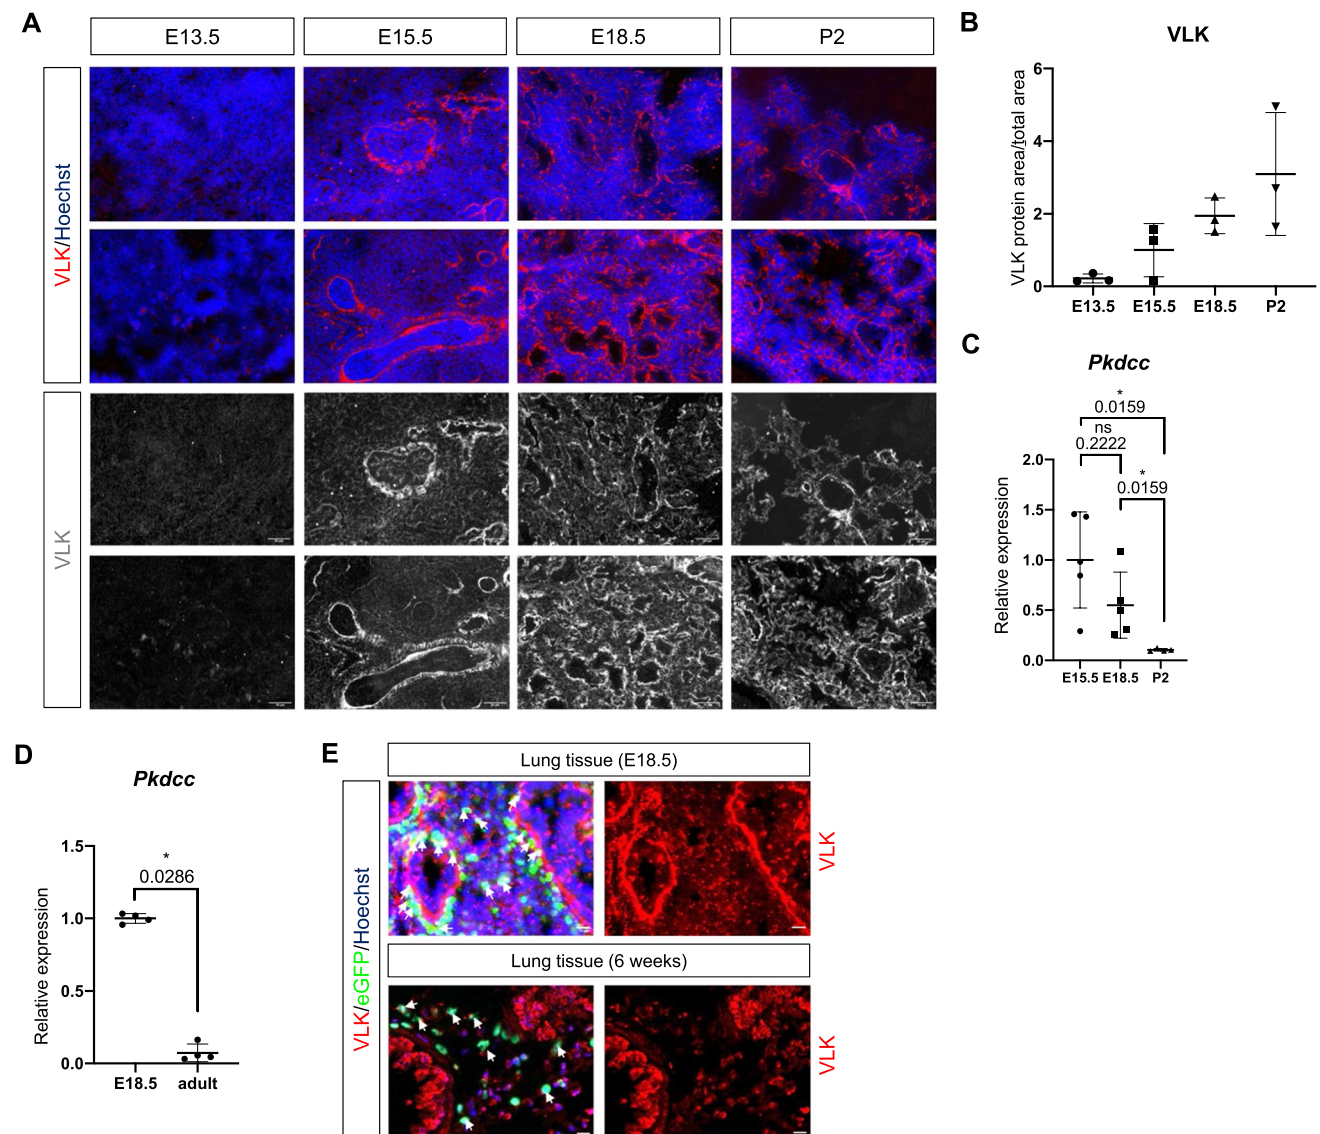 A
E13.5
E15.5
E18.5
P2
VLK/Hoechst
VLK
B
VLK
VLK protein area/total area
6
4
2
0
E13.5
E15.5
E18.5
P2
C
Pkdcc
*
0.0159
ns
0.2222
*
0.0159
Relative expression
2.0
1.5
1.0
0.5
0.0
E15.5
E18.5
P2
D
Pkdcc
*
0.0286
Relative expression
1.5
1.0
0.5
0.0
E18.5
adult
E
Lung tissue (E18.5)
VLK/eGFP/Hoechst
VLK
Lung tissue (6 weeks)
VLK